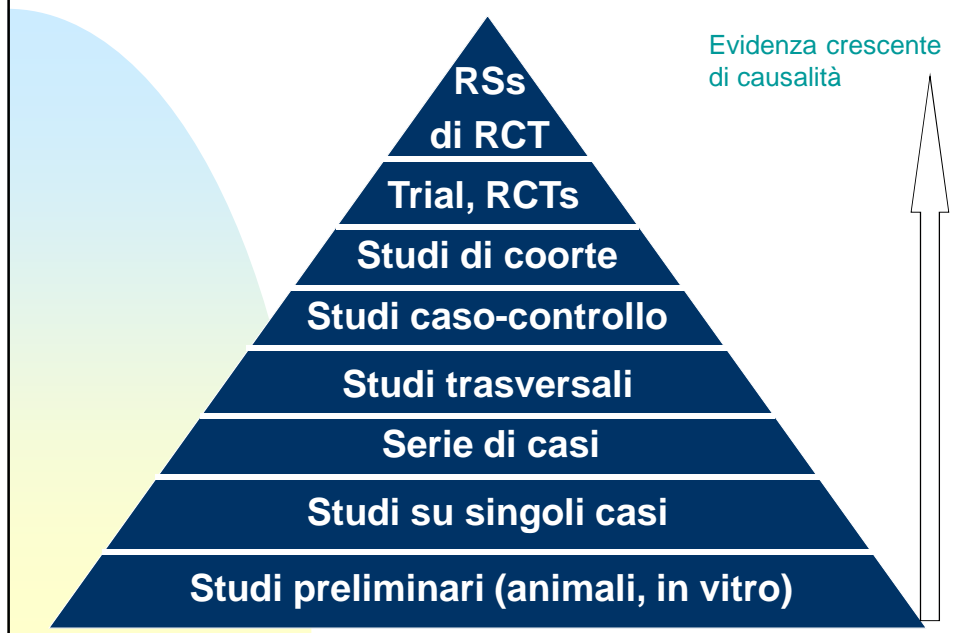 Evidenza crescente
di causalità
RSs
di RCT
Trial, RCTs
Studi di coorte
Studi caso-controllo
Studi trasversali
Serie di casi
Studi su singoli casi
Studi preliminari (animali, in vitro)